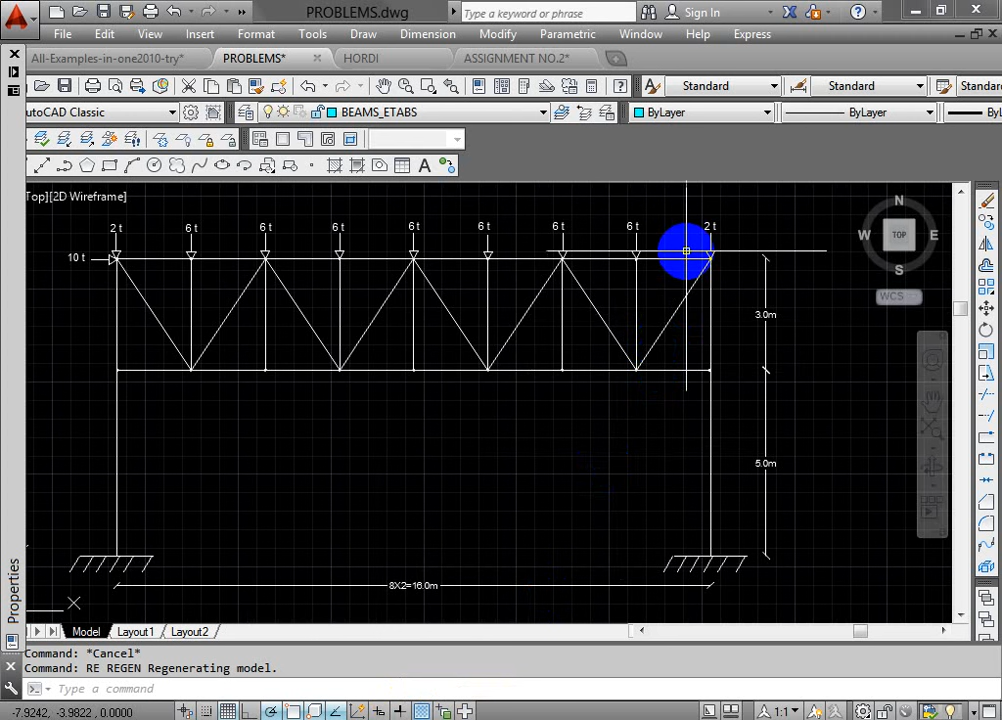 PROBLEMS.dwg
Type a keyword or phrase
Sign In
File Edit View Insert Format Tools Draw Dimension Modify Parametric Window Help Express
All-Examples-in-one2010-try*
PROBLEMS*
HORDI
ASSIGNMENT NO.2*
Standard
Standard
Standar
utoCAD Classic
BEAMS_ETABS
ByLayer
ByLayer
ByL
Top][2D Wireframe]
N
W TOP E
S
WCS
2 t 6 t 6 t 6 t 6 t 6 t 6 t 6 t 2 t
10 t
3.0m
5.0m
8X2=16.0m
Properties
Model Layout1 Layout2
Command: *Cancel*
Command: RE REGEN Regenerating model.
Type a command
-7.9242, -3.9822, 0.0000
1:1